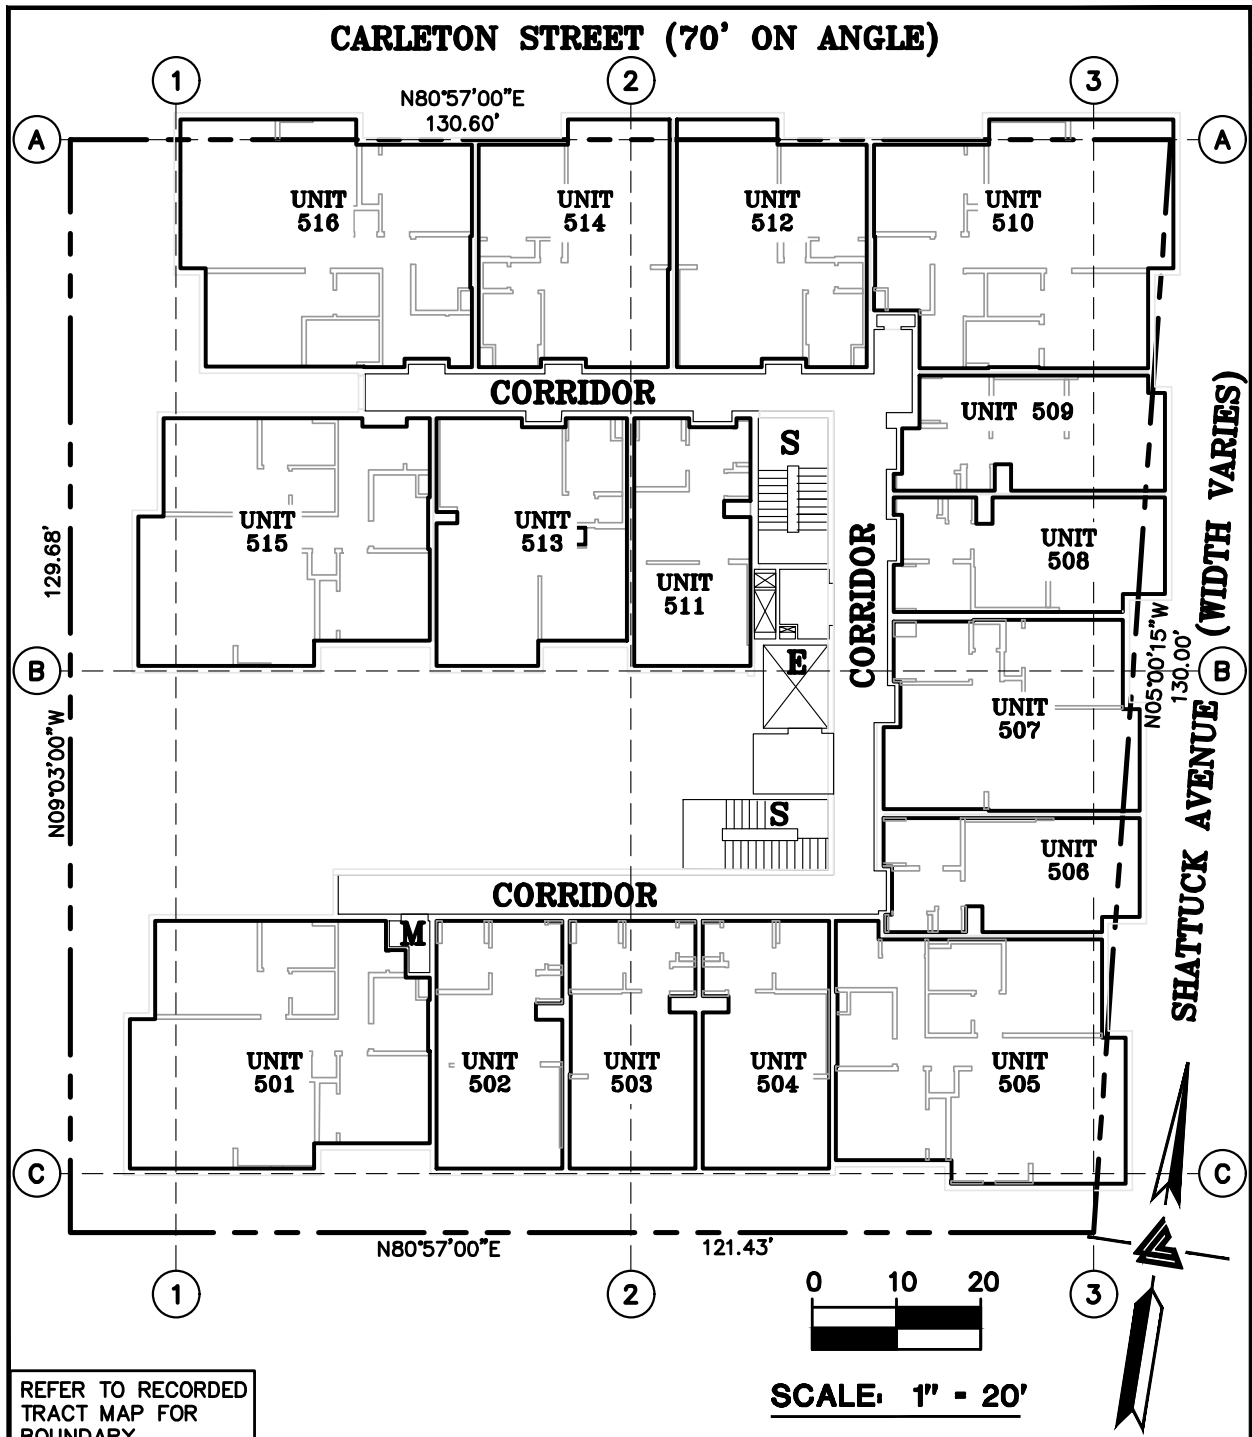 CARLETON STREET (70' ON ANGLE)
1
2
3
N80°57'00"E
130.60'
A
A
UNIT
516
UNIT
514
UNIT
512
UNIT
510
CORRIDOR
UNIT 509
S
UNIT
515
UNIT
513
UNIT
511
UNIT
508
CORRIDOR
129.68'
N09°03'00"W
B
E
B
UNIT
507
N05°00'15"W
130.00'
SHATTUCK AVENUE (WIDTH VARIES)
S
UNIT
506
CORRIDOR
M
UNIT
501
UNIT
502
UNIT
503
UNIT
504
UNIT
505
C
C
N80°57'00"E
121.43'
1
2
3
0 10 20
SCALE: 1" = 20'
REFER TO RECORDED
TRACT MAP FOR
BOUNDARY